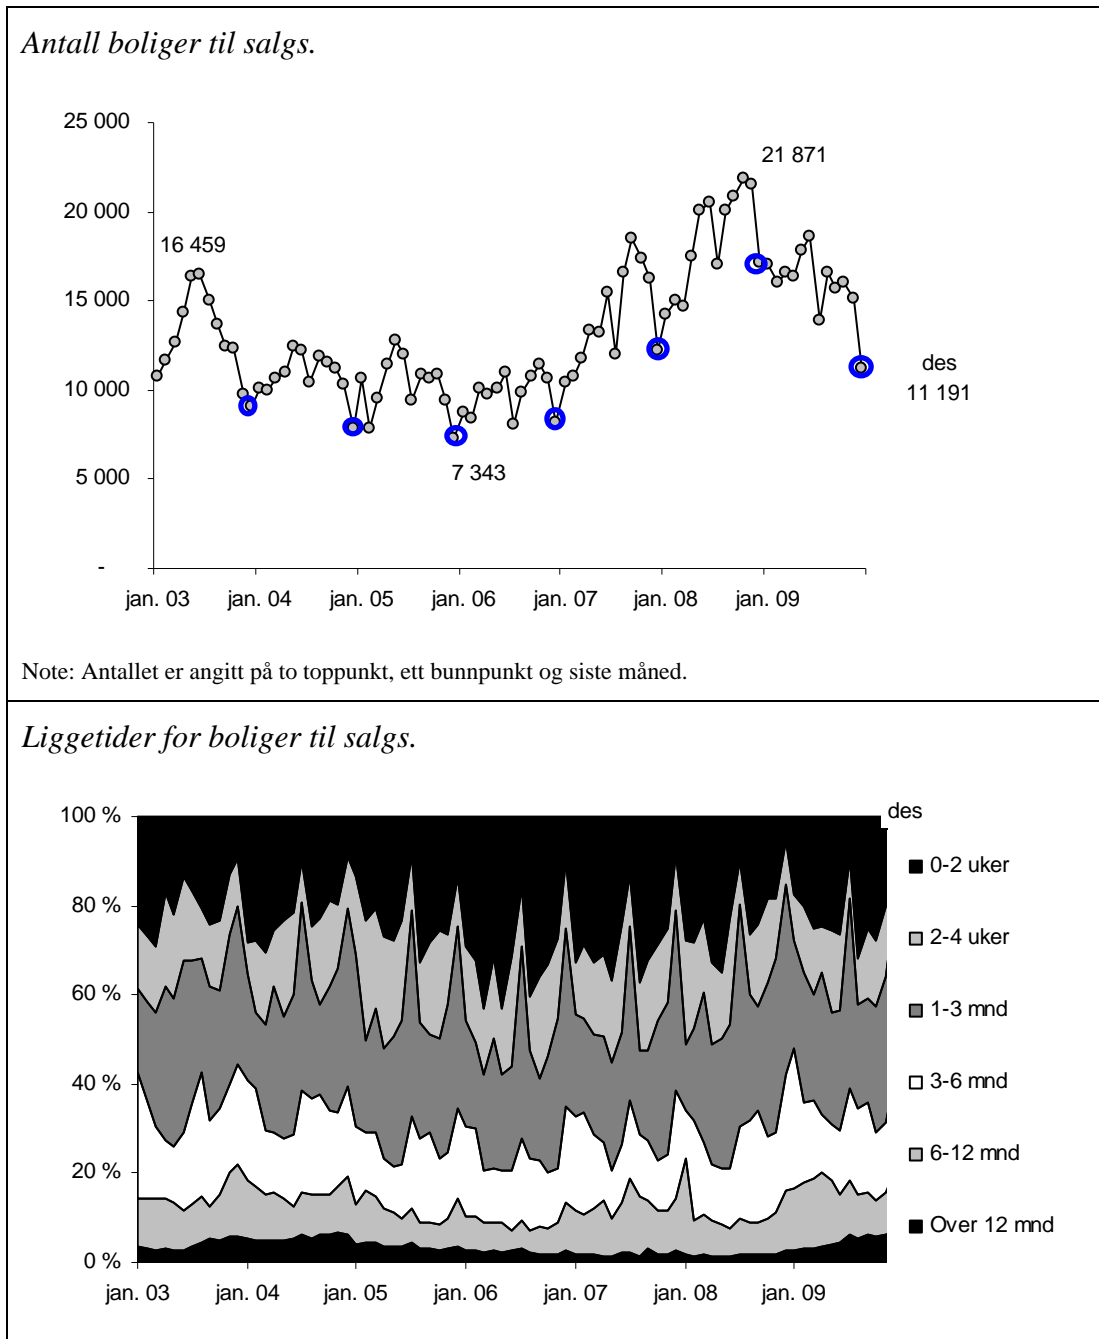 Antall boliger til salgs.
25 000
20 000
15 000
10 000
5 000
-
16 459
21 871
7 343
des
11 191
jan. 03 jan. 04 jan. 05 jan. 06 jan. 07 jan. 08 jan. 09
Note: Antallet er angitt på to toppunkt, ett bunnpunkt og siste måned.
Liggetider for boliger til salgs.
100 %
80 %
60 %
40 %
20 %
0 %
des
0-2 uker
2-4 uker
1-3 mnd
3-6 mnd
6-12 mnd
Over 12 mnd
jan. 03 jan. 04 jan. 05 jan. 06 jan. 07 jan. 08 jan. 09